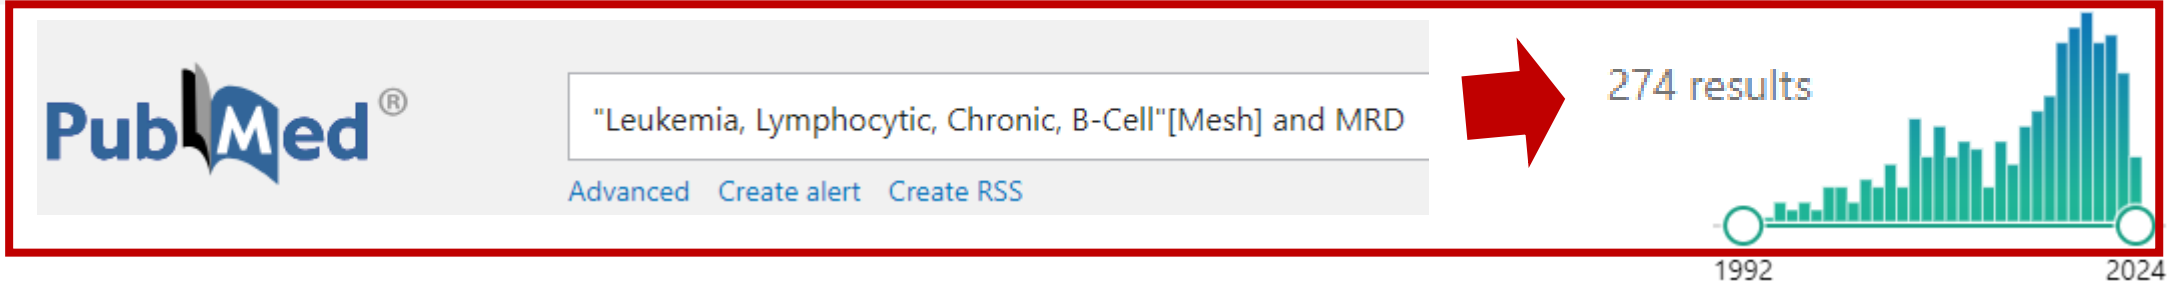 PubMed®
"Leukemia, Lymphocytic, Chronic, B-Cell"[Mesh] and MRD
Advanced Create alert Create RSS
274 results
1992 2024